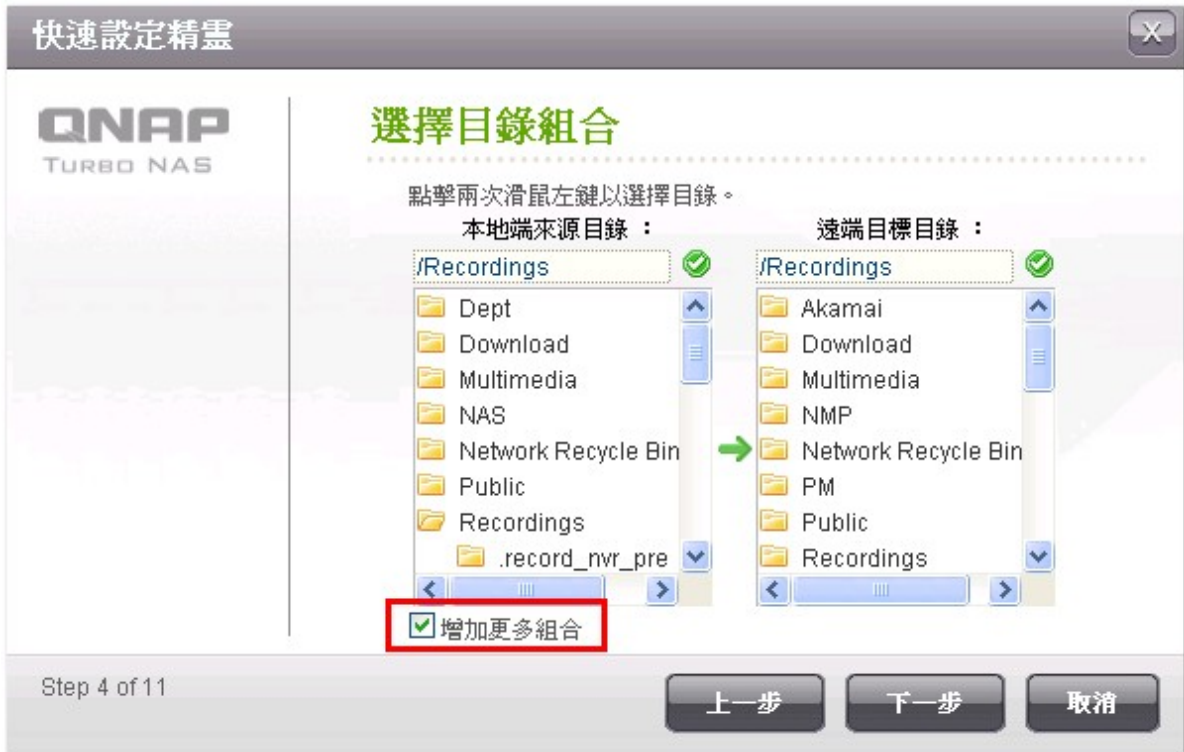 快速設定精靈
X
QNAP
TURBO NAS
選擇目錄組合
點擊兩次滑鼠左鍵以選擇目錄。
本地端來源目錄 :
/Recordings
Dept
Download
Multimedia
NAS
Network Recycle Bin
Public
Recordings
.record_nvr_pre
遠端目標目錄 :
/Recordings
Akamai
Download
Multimedia
NMP
Network Recycle Bin
PM
Public
Recordings
增加更多組合
Step 4 of 11
上一步
下一步
取消